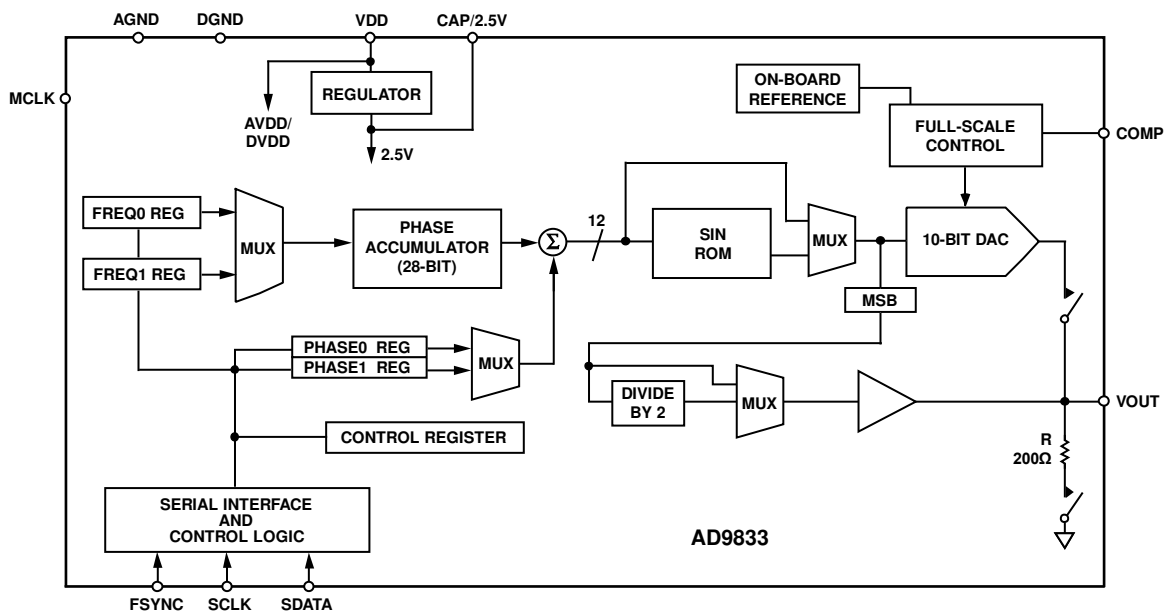 AGND
DGND
VDD
CAP/2.5V
MCLK
REGULATOR
AVDD/
DVDD
2.5V
ON-BOARD
REFERENCE
FULL-SCALE
CONTROL
COMP
FREQ0 REG
FREQ1 REG
MUX
PHASE
ACCUMULATOR
(28-BIT)
Σ
12
SIN
ROM
MUX
10-BIT DAC
MSB
PHASE0 REG
PHASE1 REG
MUX
DIVIDE
BY 2
MUX
VOUT
R
200Ω
CONTROL REGISTER
SERIAL INTERFACE
AND
CONTROL LOGIC
AD9833
FSYNC
SCLK
SDATA